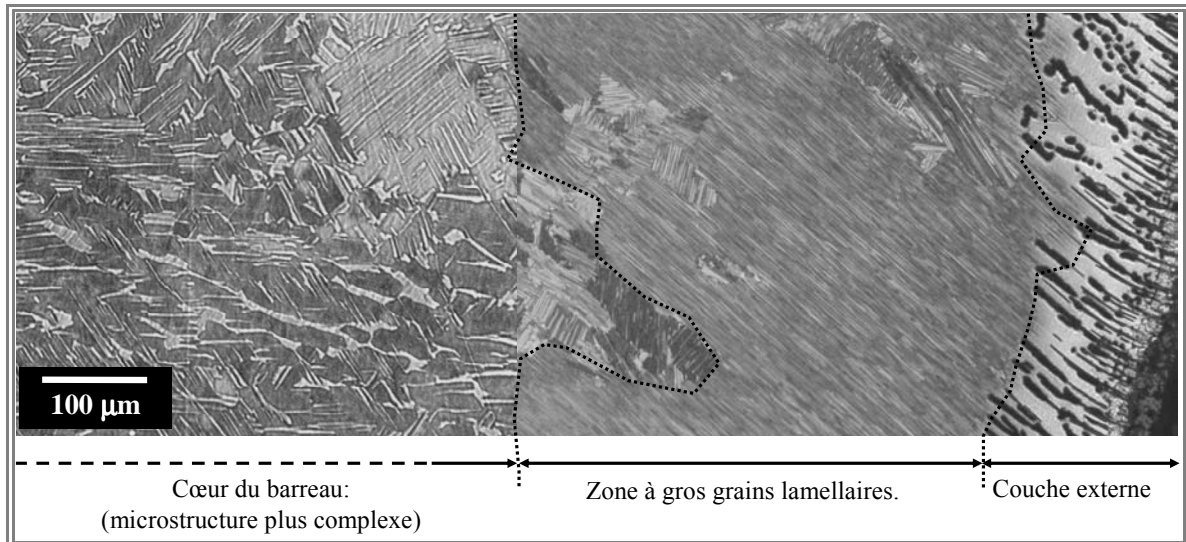 100 μm
Cœur du barreau:
(microstructure plus complexe)
Zone à gros grains lamellaires.
Couche externe